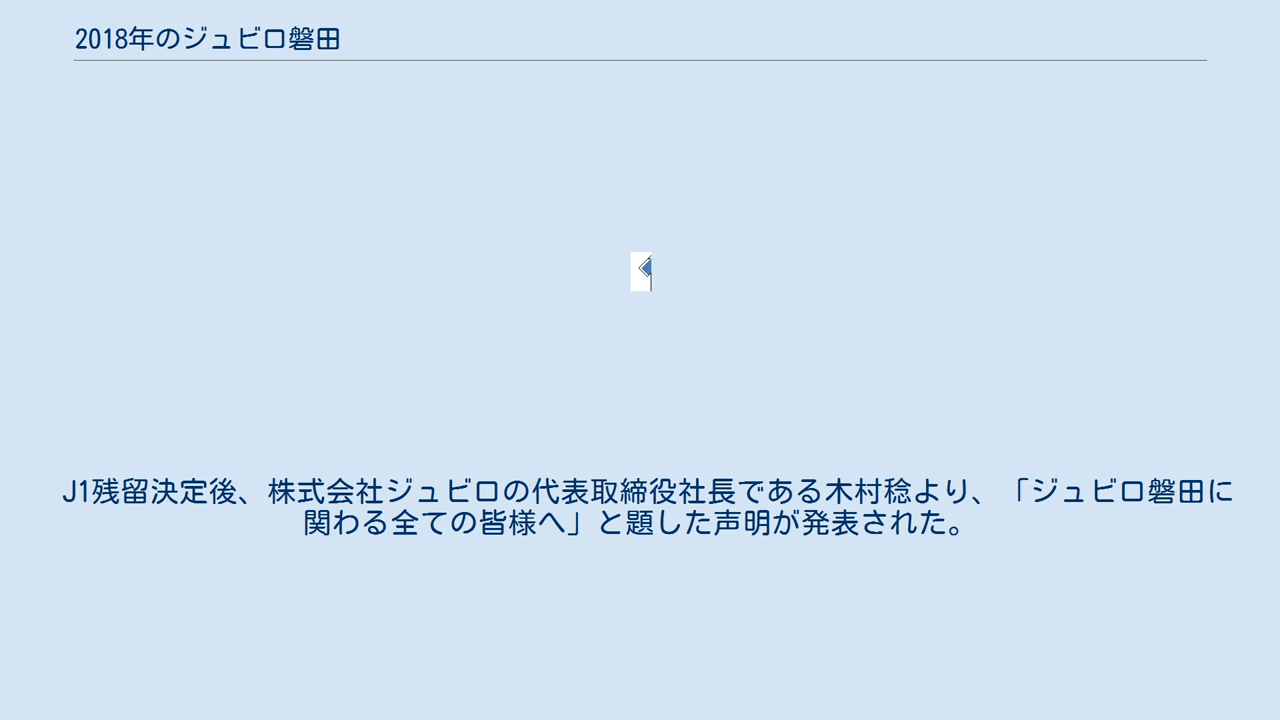 2018年のジュビロ磐田
J1残留決定後、株式会社ジュビロの代表取締役社長である木村稔より、「ジュビロ磐田に
関わる全ての皆様へ」と題した声明が発表された。